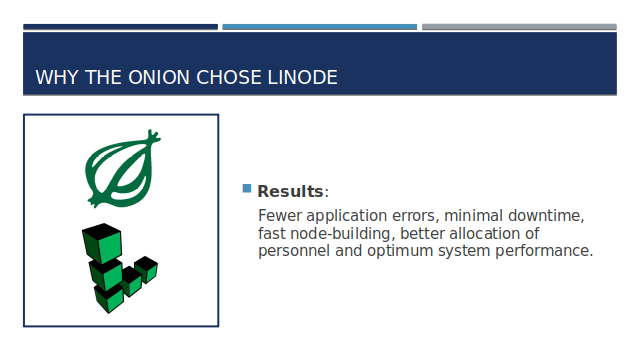 WHY THE ONION CHOSE LINODE
Results:
Fewer application errors, minimal downtime,
fast node-building, better allocation of
personnel and optimum system performance.